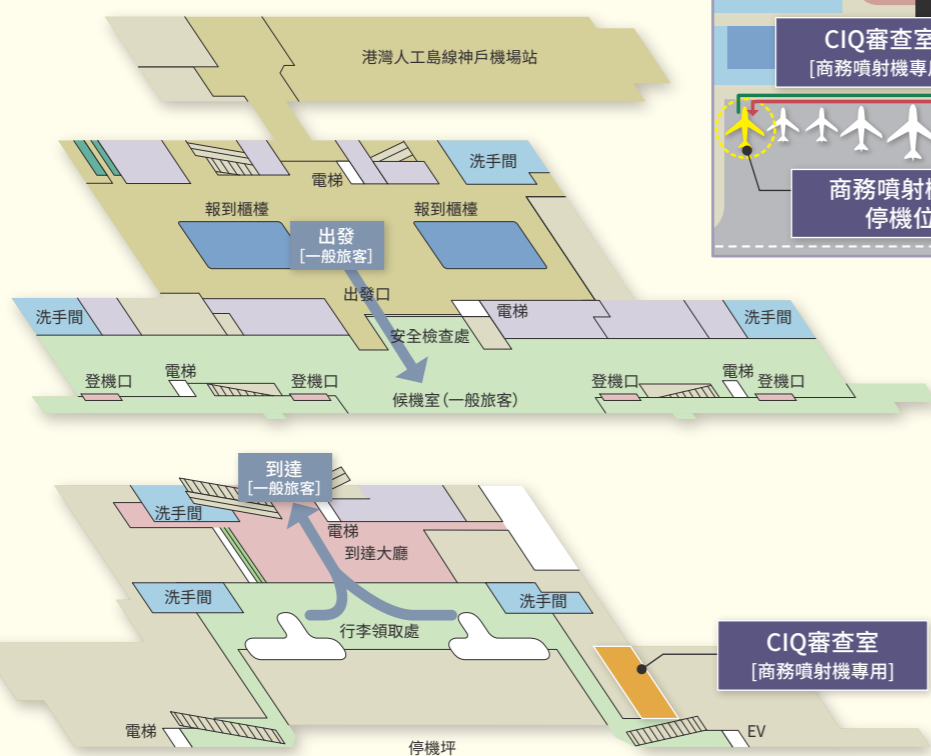 港灣人工島線神戶機場站
CIQ審查室
[商務噴射機專用
商務噴射機
停機位
電梯
洗手間
報到櫃檯
報到櫃檯
出發
[一般旅客]
出發口
洗手間
電梯
安全檢查處
洗手間
登機口
電梯
登機口
候機室(一般旅客)
登機口
電梯
登機口
到達
[一般旅客]
洗手間
電梯
到達大廳
洗手間
洗手間
行李領取處
CIQ審查室
[商務噴射機專用]
電梯
停機坪
EV